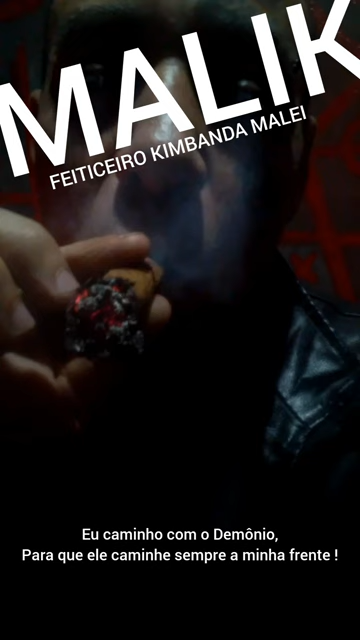 MALIK
FEITICEIRO KIMBANDA MALEI
Eu caminho com o Demônio,
Para que ele caminhe sempre a minha frente !